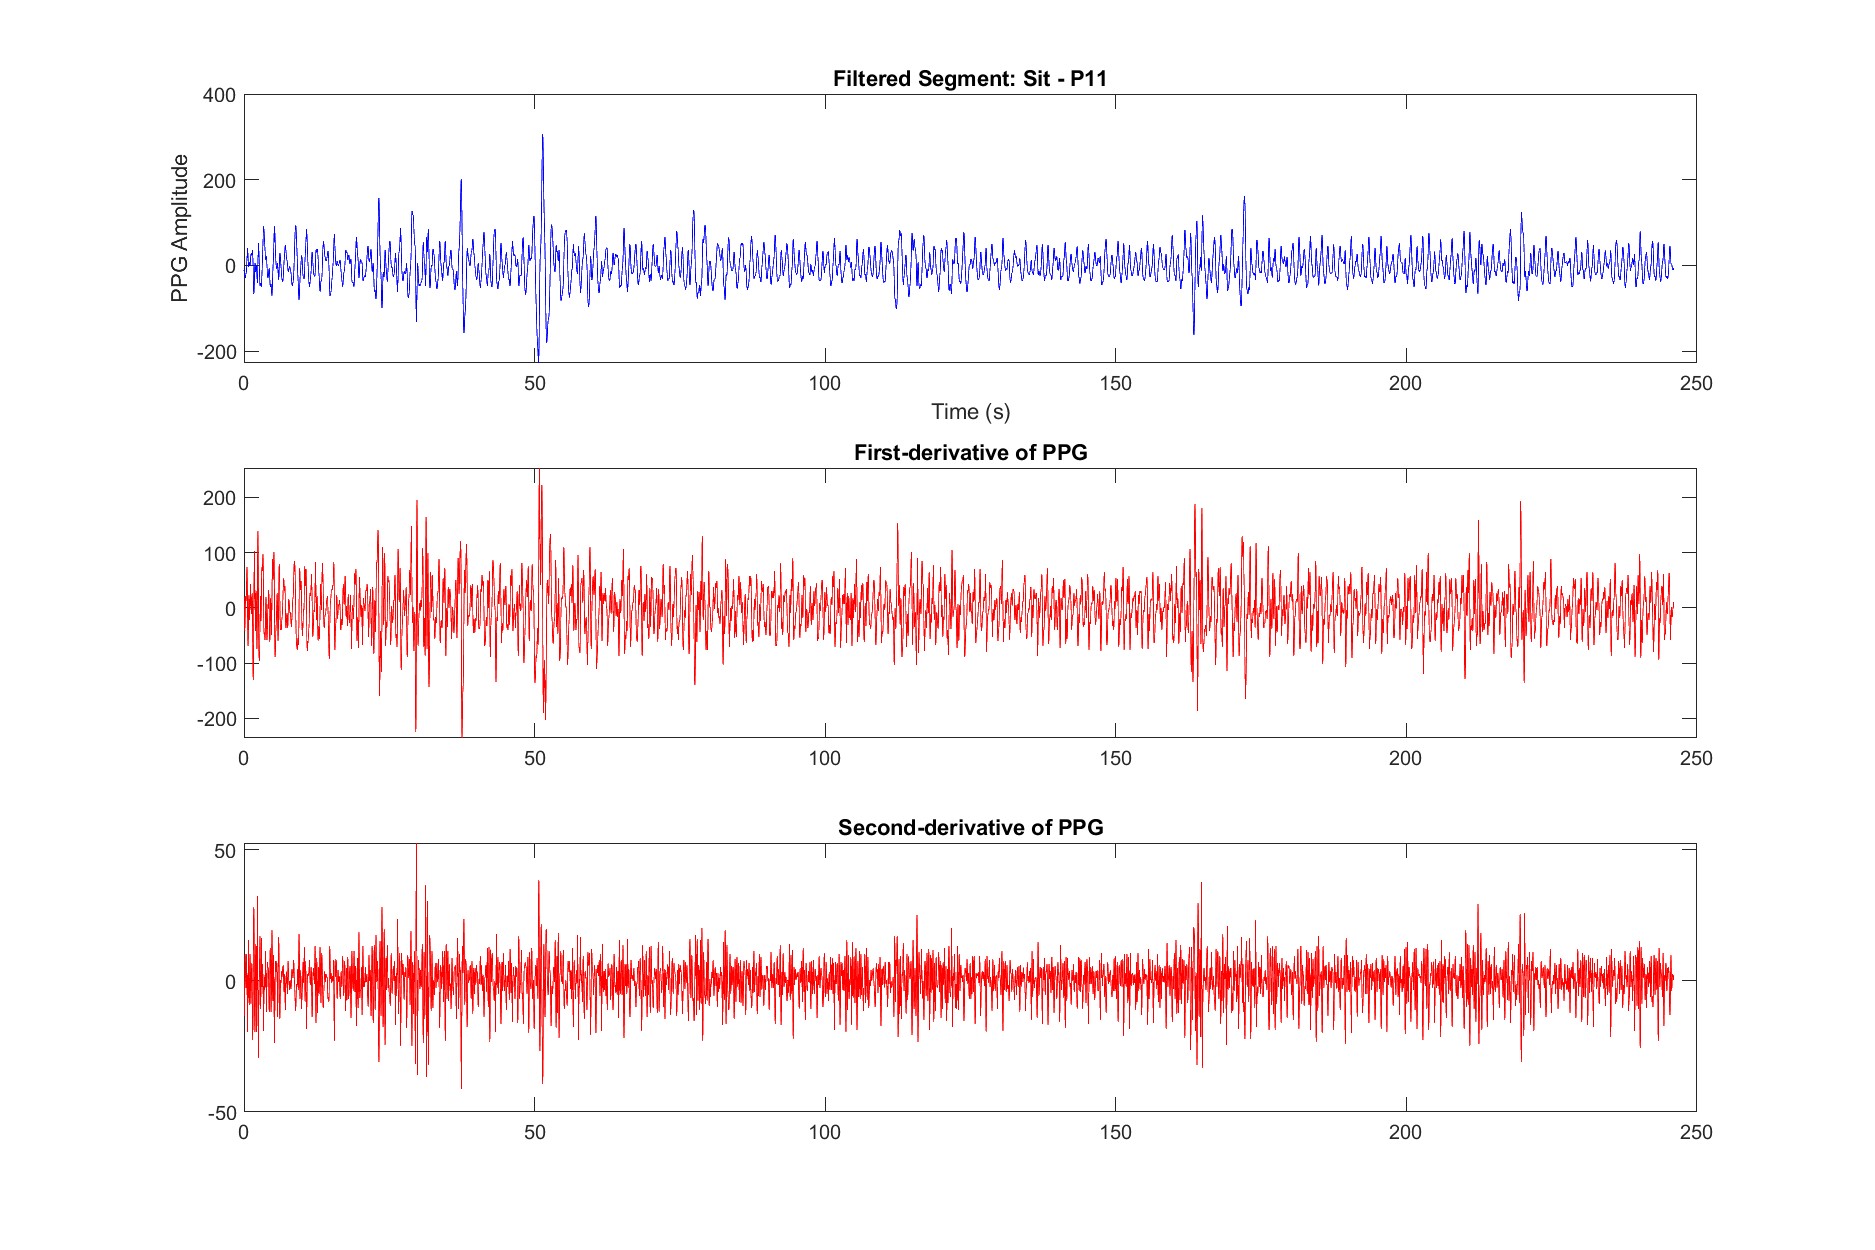 Filtered Segment: Sit - P11
400
200
0
-200
PPG Amplitude
0 50 100 150 200 250
Time (s)
First-derivative of PPG
200
100
0
-100
-200
0 50 100 150 200 250
Second-derivative of PPG
50
0
-50
0 50 100 150 200 250